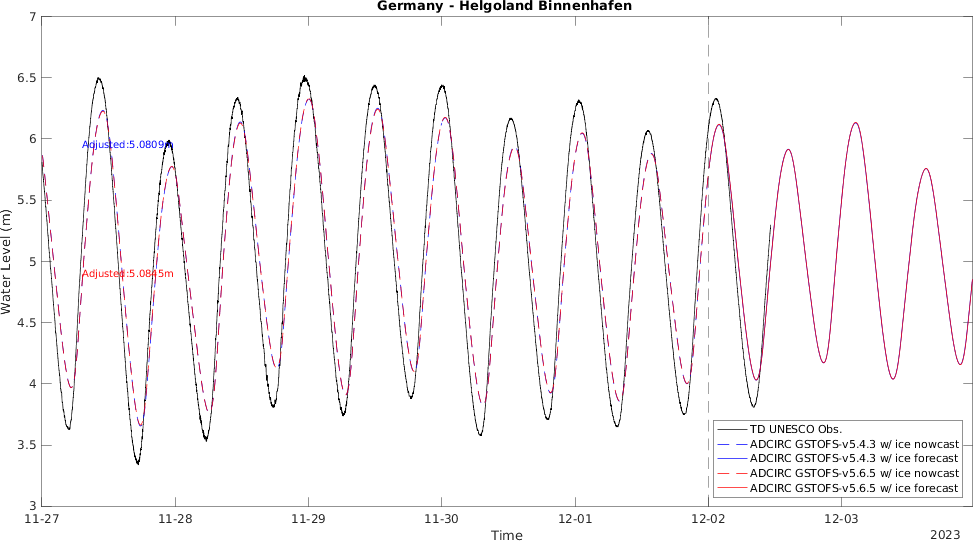 Germany - Helgoland Binnenhafen
7
6.5
6
5.5
5
4.5
4
3.5
3
Water Level (m)
Adjusted:5.0809m
Adjusted:5.0845m
TD UNESCO Obs.
ADCIRC GSTOFS-v5.4.3 w/ ice nowcast
ADCIRC GSTOFS-v5.4.3 w/ ice forecast
ADCIRC GSTOFS-v5.6.5 w/ ice nowcast
ADCIRC GSTOFS-v5.6.5 w/ ice forecast
11-27 11-28 11-29 11-30 12-01 12-02 12-03
Time
2023